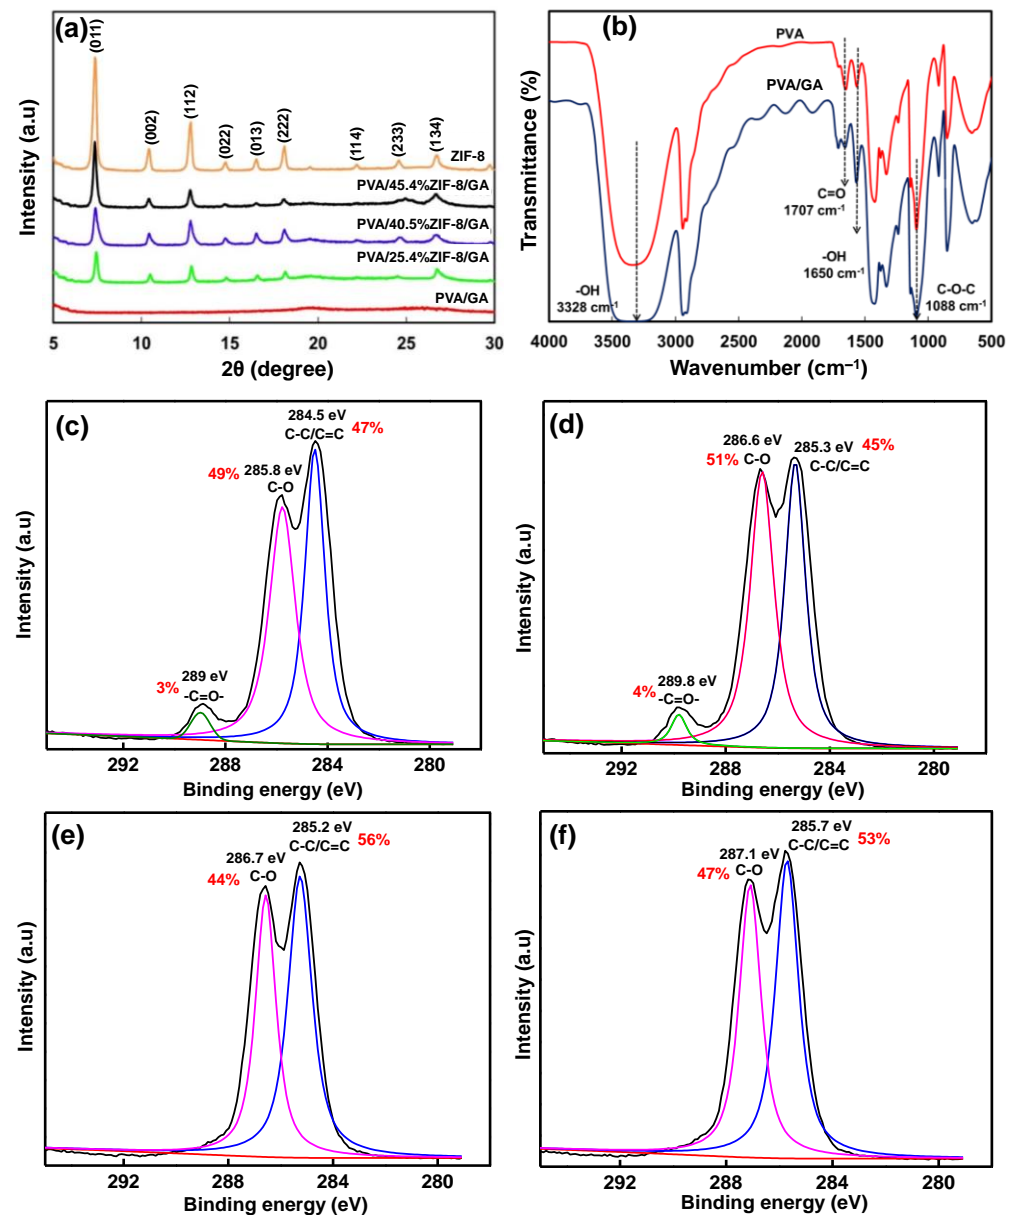 (a)
(011)
(002)
(112)
(022)
(013)
(222)
(114)
(233)
(134)
ZIF-8
PVA/45.4%ZIF-8/GA
PVA/40.5%ZIF-8/GA
PVA/25.4%ZIF-8/GA
PVA/GA
Intensity (a.u)
5 10 15 20 25 30
2θ (degree)
(b)
PVA
PVA/GA
C=O
1707 cm⁻¹
-OH
1650 cm⁻¹
-OH
3328 cm⁻¹
C-O-C
1088 cm⁻¹
Transmittance (%)
4000 3500 3000 2500 2000 1500 1000 500
Wavenumber (cm⁻¹)
(c)
284.5 eV
C-C/C=C 47%
49% 285.8 eV
C-O
289 eV
3% -C=O-
Intensity (a.u)
292 288 284 280
Binding energy (eV)
(d)
286.6 eV
51% C-O
285.3 eV 45%
C-C/C=C
289.8 eV
4% -C=O-
Intensity (a.u)
292 288 284 280
Binding energy (eV)
(e)
285.2 eV
C-C/C=C 56%
286.7 eV
44% C-O
Intensity (a.u)
292 288 284 280
Binding energy (eV)
(f)
285.7 eV
C-C/C=C 53%
287.1 eV
47% C-O
Intensity (a.u)
292 288 284 280
Binding energy (eV)